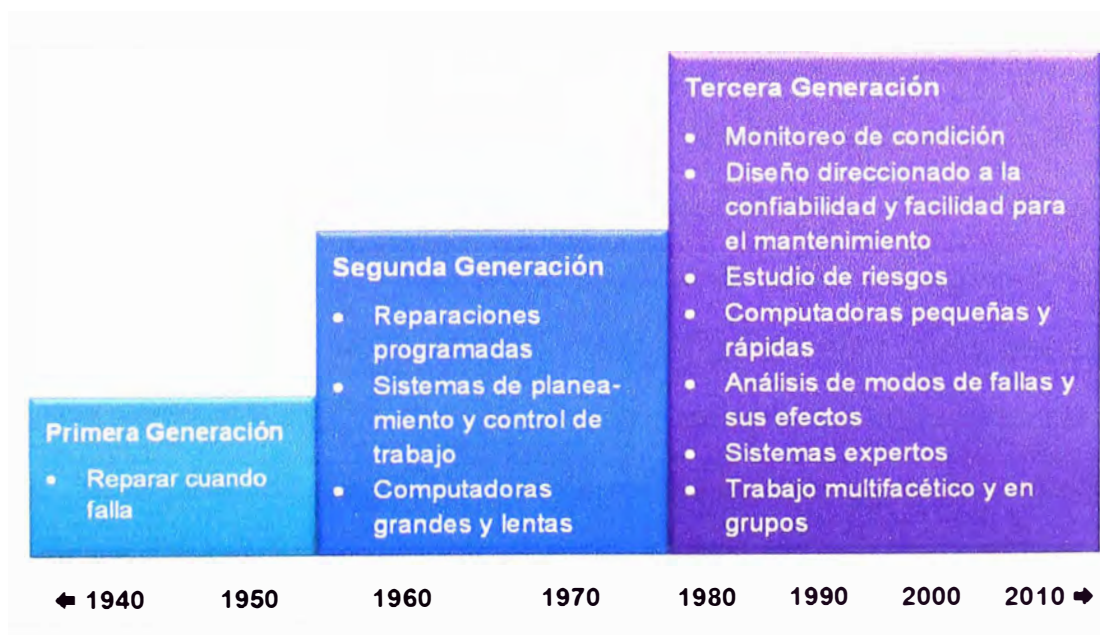 Primera Generación
• Reparar cuando
falla
Segunda Generación
• Reparaciones
programadas
• Sistemas de planea-
miento y control de
trabajo
• Computadoras
grandes y lentas
Tercera Generación
• Monitoreo de condición
• Diseño direccionado a la
confiabilidad y facilidad para
el mantenimiento
• Estudio de riesgos
• Computadoras pequeñas y
rápidas
• Análisis de modos de fallas y
sus efectos
• Sistemas expertos
• Trabajo multifacético y en
grupos
← 1940 1950 1960 1970 1980 1990 2000 2010 →